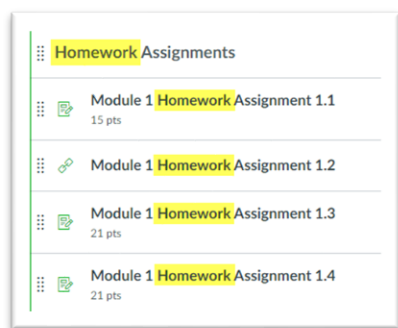 Homework Assignments
Module 1 Homework Assignment 1.1
15 pts
Module 1 Homework Assignment 1.2
Module 1 Homework Assignment 1.3
21 pts
Module 1 Homework Assignment 1.4
21 pts